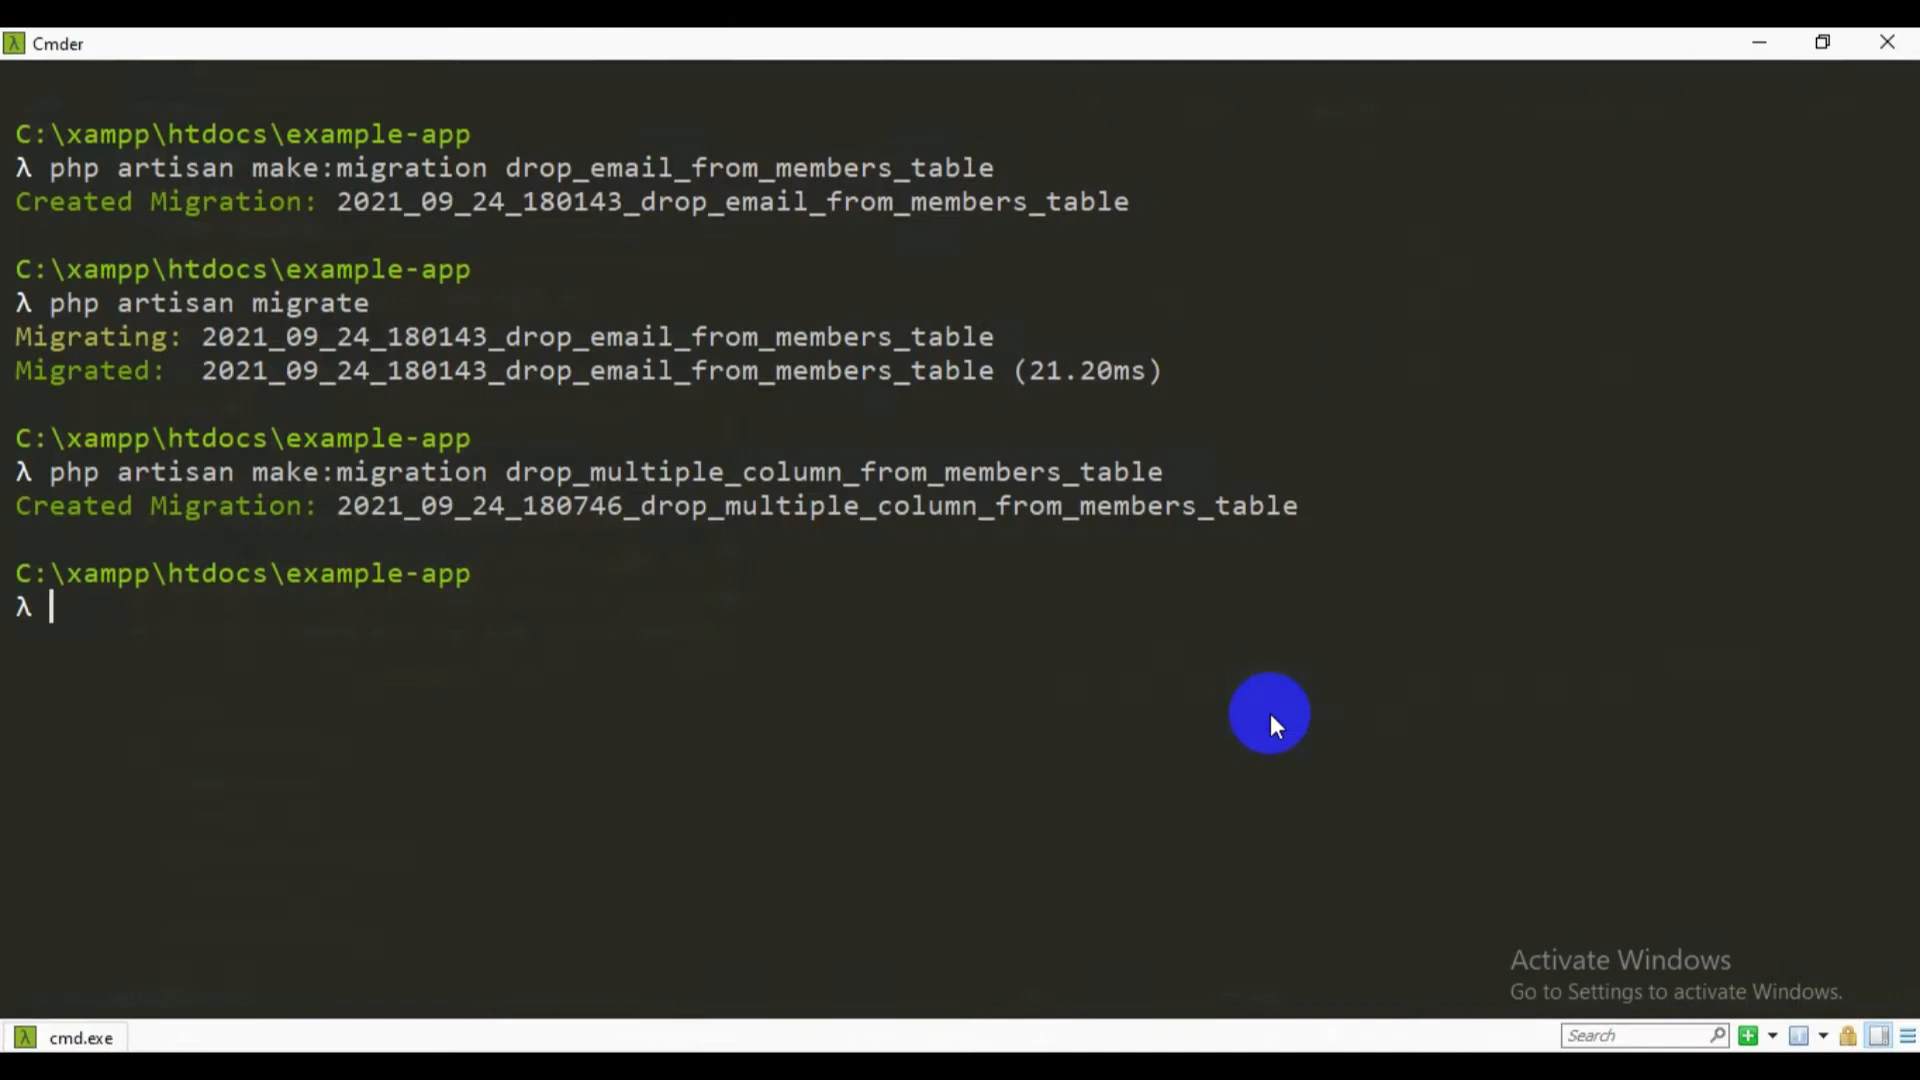 Cmder
C:\xampp\htdocs\example-app
λ php artisan make:migration drop_email_from_members_table
Created Migration: 2021_09_24_180143_drop_email_from_members_table
C:\xampp\htdocs\example-app
λ php artisan migrate
Migrating: 2021_09_24_180143_drop_email_from_members_table
Migrated:  2021_09_24_180143_drop_email_from_members_table (21.20ms)
C:\xampp\htdocs\example-app
λ php artisan make:migration drop_multiple_column_from_members_table
Created Migration: 2021_09_24_180746_drop_multiple_column_from_members_table
C:\xampp\htdocs\example-app
λ
Activate Windows
Go to Settings to activate Windows.
cmd.exe
Search